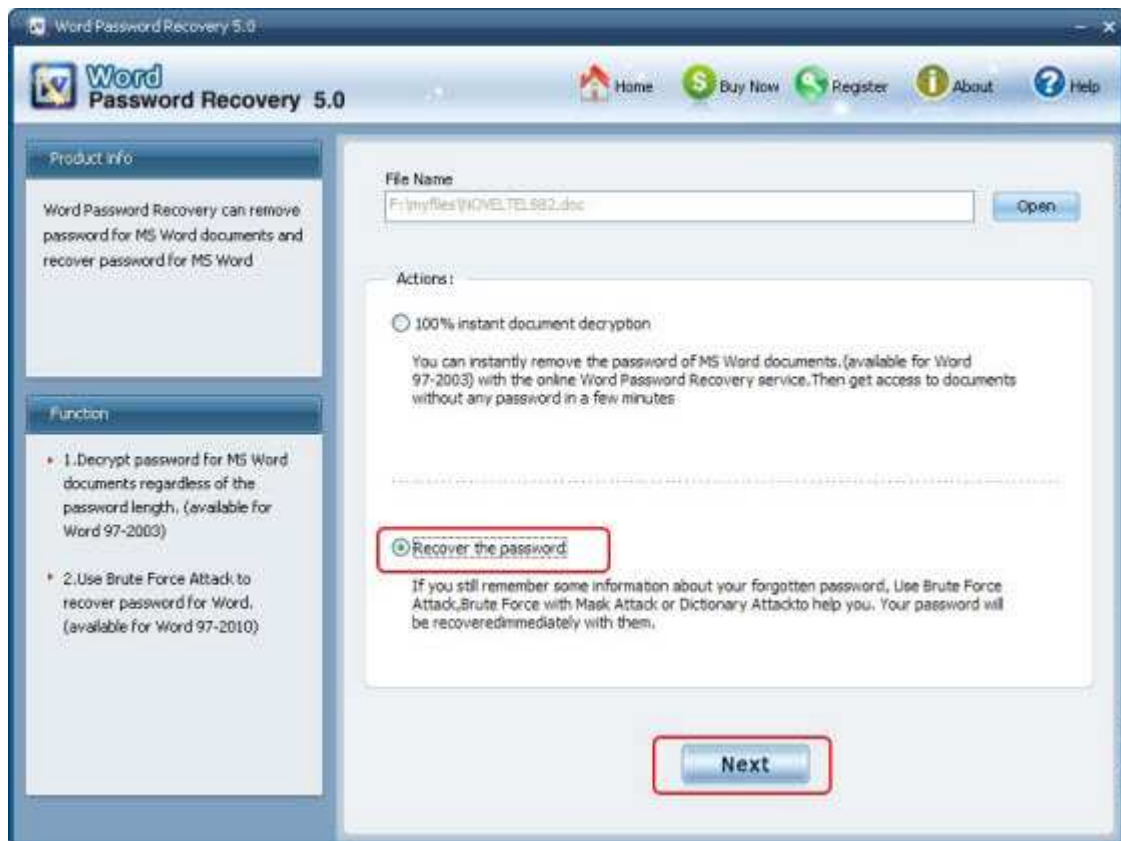 Word Password Recovery 5.0
Word
Password Recovery 5.0
Home
Buy Now
Register
About
Help
Product info
Word Password Recovery can remove
password for MS Word documents and
recover password for MS Word
Function
1.Decrypt password for MS Word
documents regardless of the
password length. (available for
Word 97-2003)
2.Use Brute Force Attack to
recover password for Word.
(available for Word 97-2010)
File Name
F:\myfiles\NOVELTEL982.doc
Open
Actions:
100% instant document decryption
You can instantly remove the password of MS Word documents.(available for Word
97-2003) with the online Word Password Recovery service.Then get access to documents
without any password in a few minutes
Recover the password
If you still remember some information about your forgotten password, Use Brute Force
Attack,Brute Force with Mask Attack or Dictionary Attackto help you. Your password will
be recoveredimmediately with them.
Next